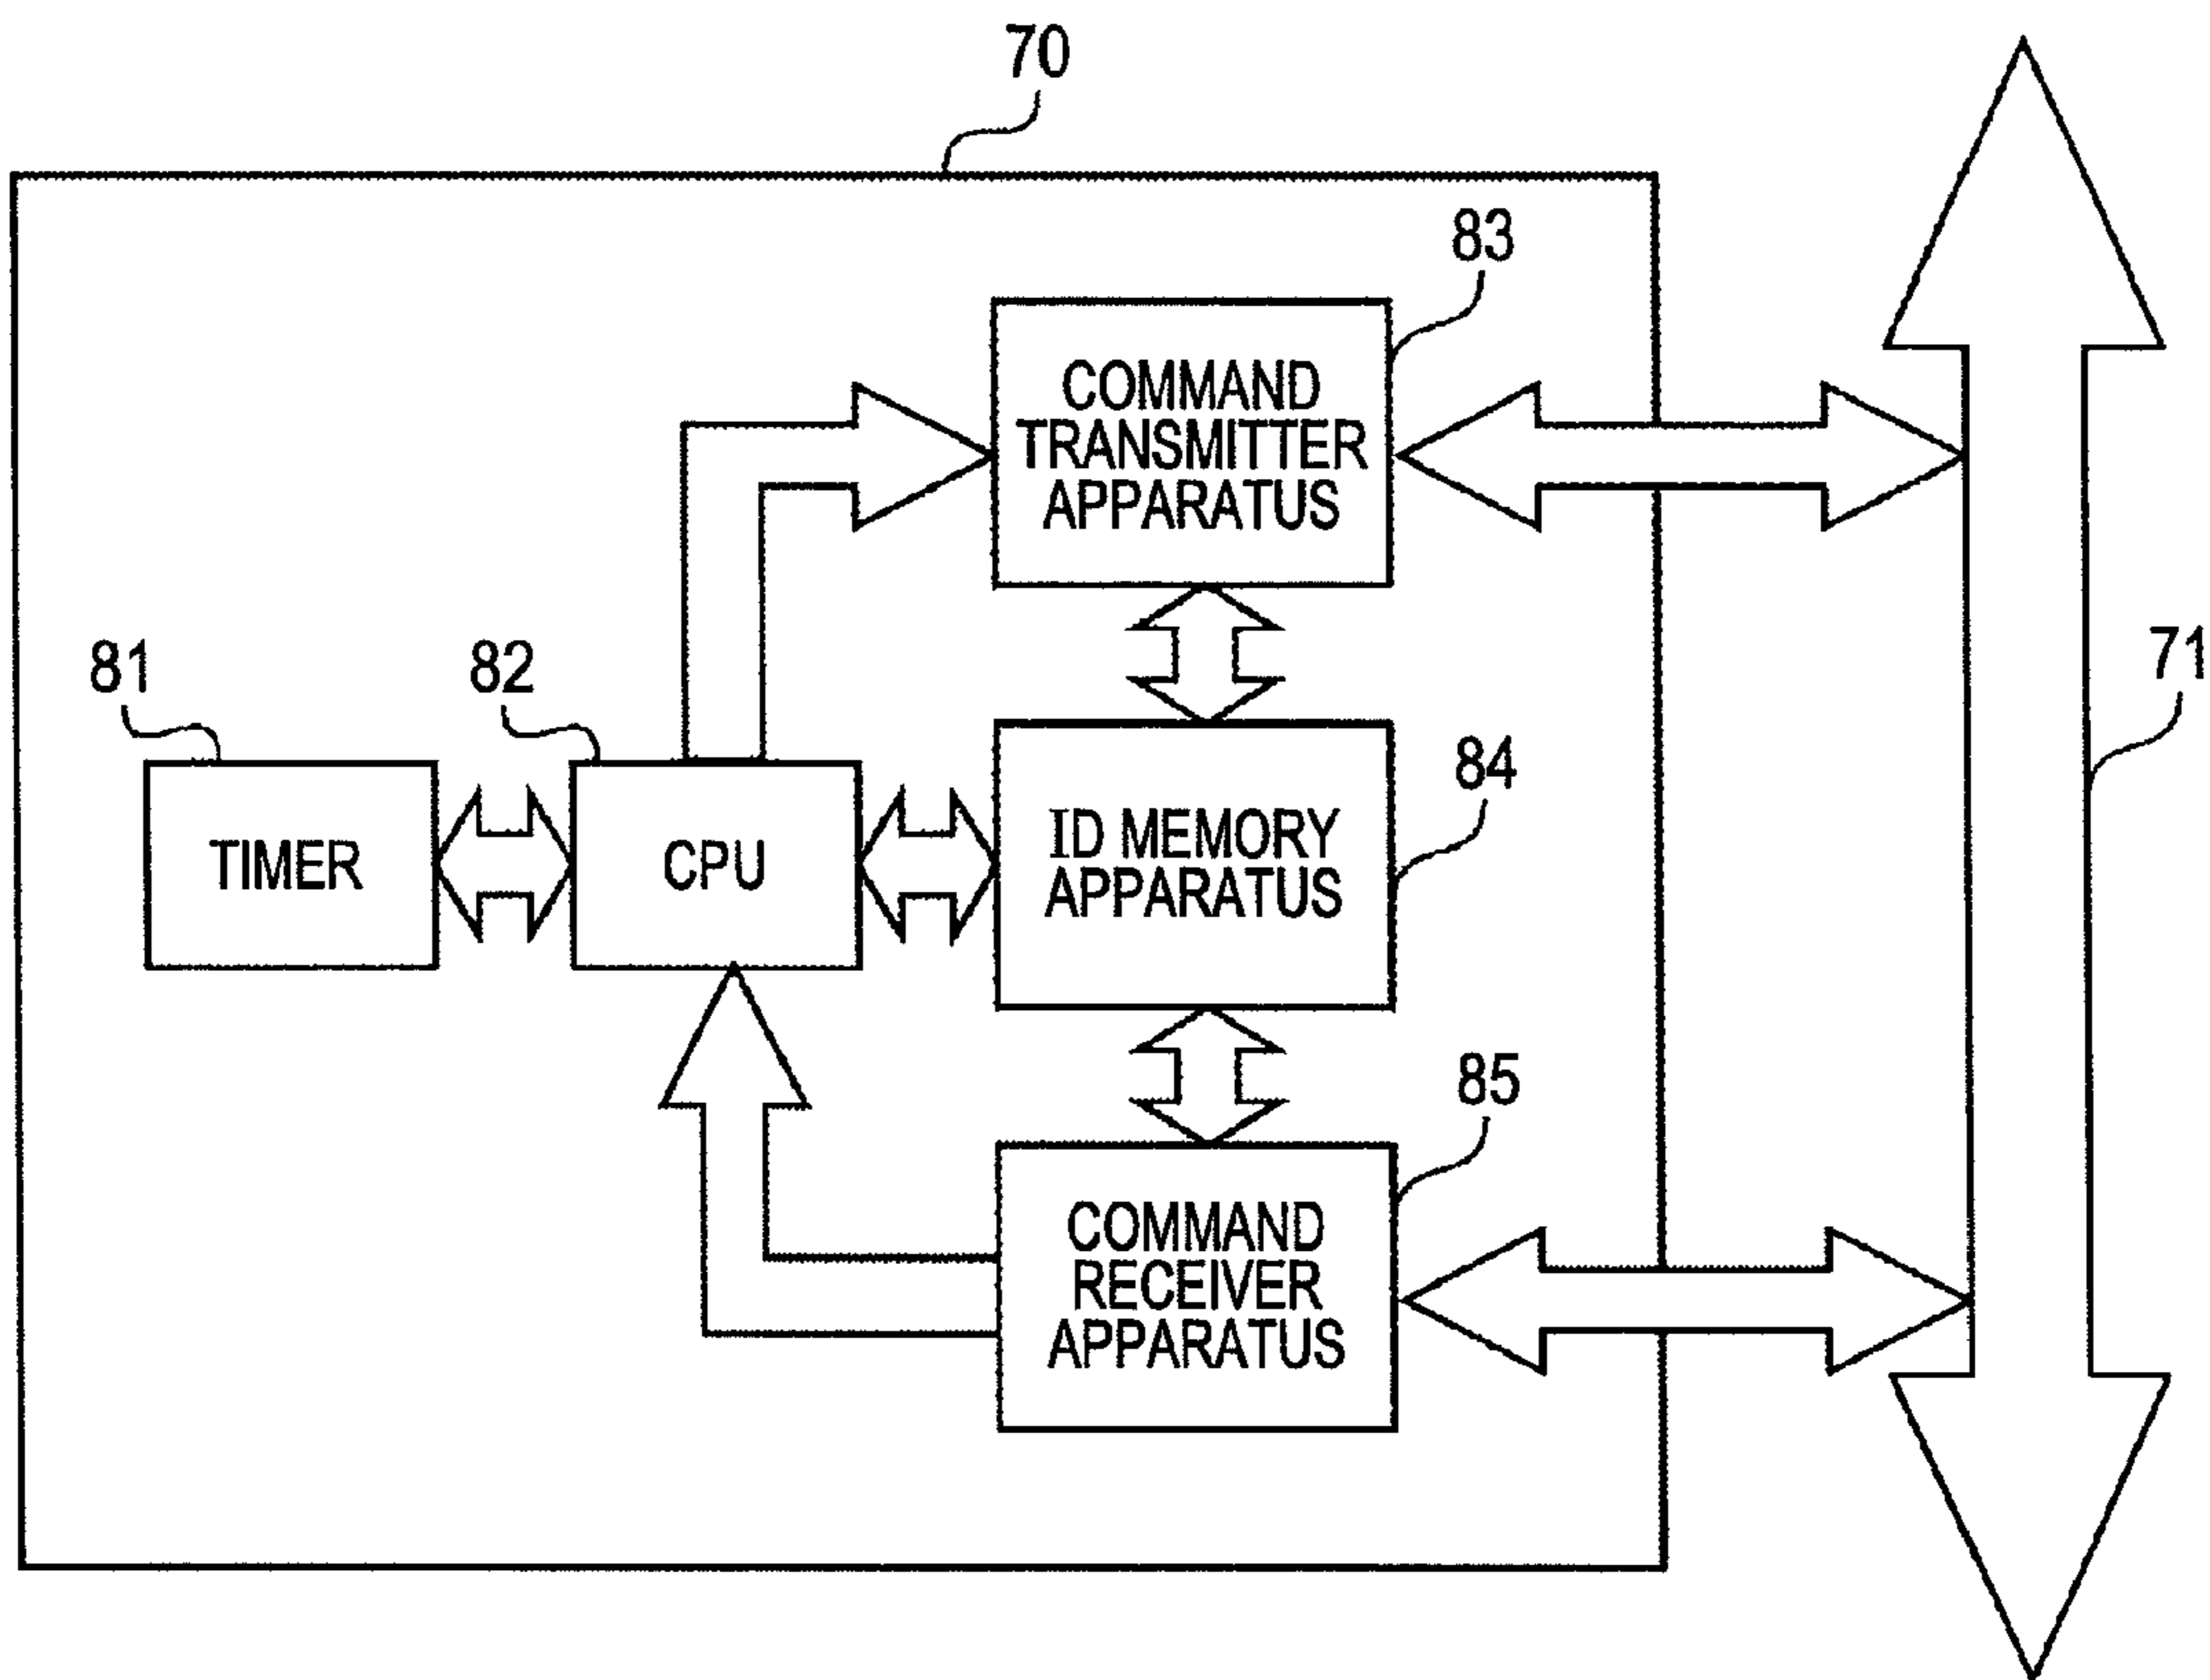 70
83
COMMAND
TRANSMITTER
APPARATUS
81
82
71
TIMER
CPU
84
ID MEMORY
APPARATUS
85
COMMAND
RECEIVER
APPARATUS